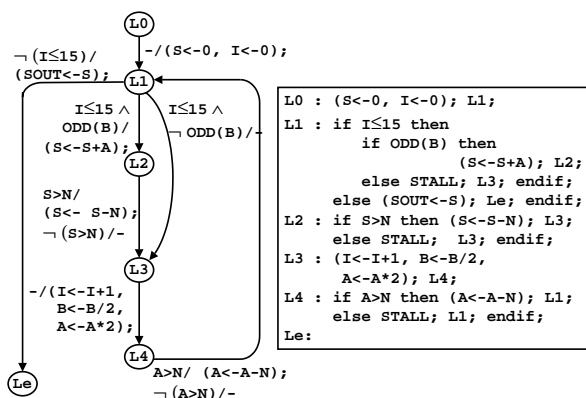 L0
-/(S<-0, I<-0);
¬ (I≤15)/
(SOUT<-S);
L1
I≤15 ∧
ODD(B)/
(S<-S+A);
I≤15 ∧
¬ ODD(B)/-
L2
S>N/
(S<- S-N);
¬ (S>N)/-
L3
-/(I<-I+1,
B<-B/2,
A<-A*2);
L4
Le
A>N/ (A<-A-N);
¬ (A>N)/-
L0 : (S<-0, I<-0); L1;
L1 : if I≤15 then
if ODD(B) then
(S<-S+A); L2;
else STALL; L3; endif;
else (SOUT<-S); Le; endif;
L2 : if S>N then (S<-S-N); L3;
else STALL; L3; endif;
L3 : (I<-I+1, B<-B/2,
A<-A*2); L4;
L4 : if A>N then (A<-A-N); L1;
else STALL; L1; endif;
Le: